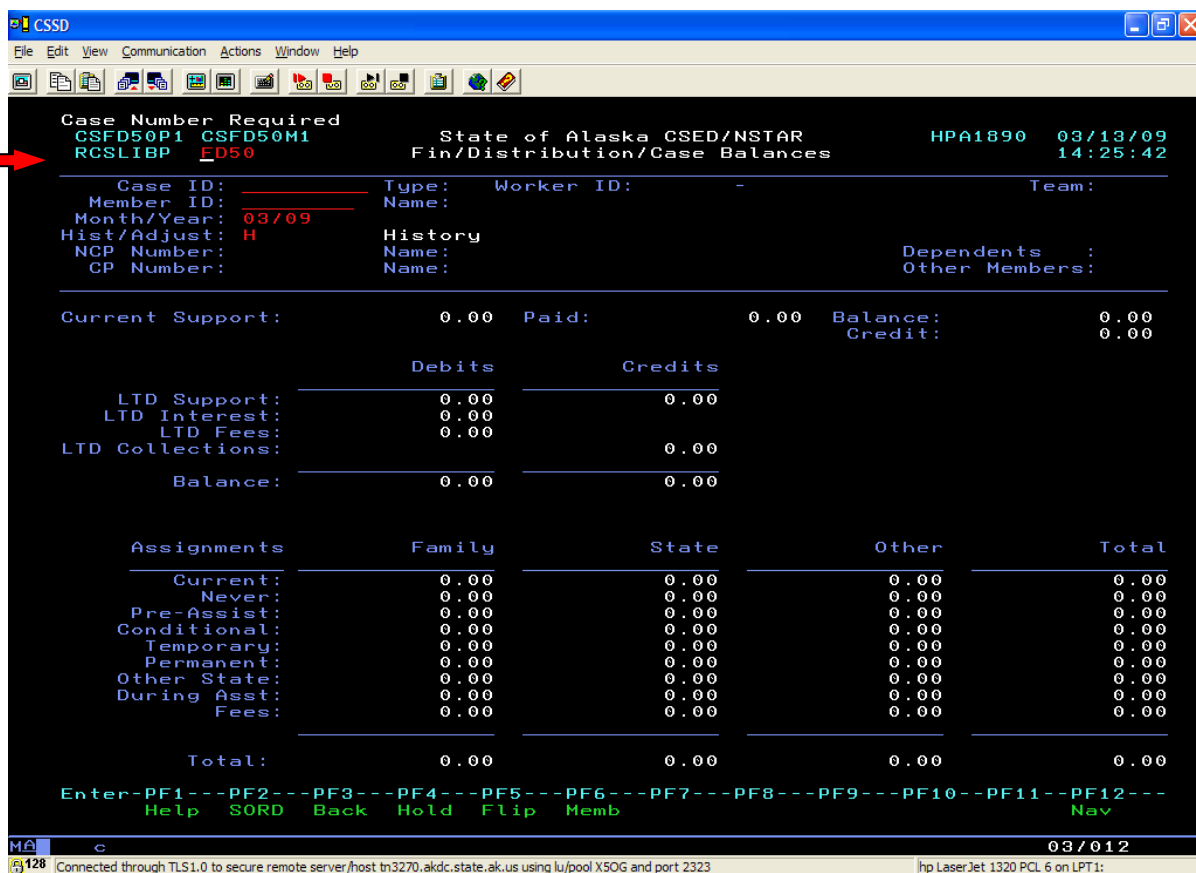 CSSD
File Edit View Communication Actions Window Help
Case Number Required
CSFD50P1 CSFD50M1 State of Alaska CSED/NSTAR HPA1890 03/13/09
RCSLIBP FD50 Fin/Distribution/Case Balances 14:25:42
Case ID: Type: Worker ID: - Team:
Member ID: Name:
Month/Year: 03/09
Hist/Adjust: H History
NCP Number: Name: Dependents :
CP Number: Name: Other Members:
Current Support: 0.00 Paid: 0.00 Balance: 0.00
Credit: 0.00
Debits Credits
LTD Support: 0.00 0.00
LTD Interest: 0.00
LTD Fees: 0.00
LTD Collections: 0.00
Balance: 0.00 0.00
Assignments Family State Other Total
Current: 0.00 0.00 0.00 0.00
Never: 0.00 0.00 0.00 0.00
Pre-Assist: 0.00 0.00 0.00 0.00
Conditional: 0.00 0.00 0.00 0.00
Temporary: 0.00 0.00 0.00 0.00
Permanent: 0.00 0.00 0.00 0.00
Other State: 0.00 0.00 0.00 0.00
During Asst: 0.00 0.00 0.00 0.00
Fees: 0.00 0.00 0.00 0.00
Total: 0.00 0.00 0.00 0.00
Enter-PF1---PF2---PF3---PF4---PF5---PF6---PF7---PF8---PF9---PF10--PF11--PF12---
Help SORD Back Hold Flip Memb Nav
MA c 03/012
128 Connected through TLS1.0 to secure remote server/host tn3270.akdc.state.ak.us using lu/pool X5OG and port 2323 hp LaserJet 1320 PCL 6 on LPT1: